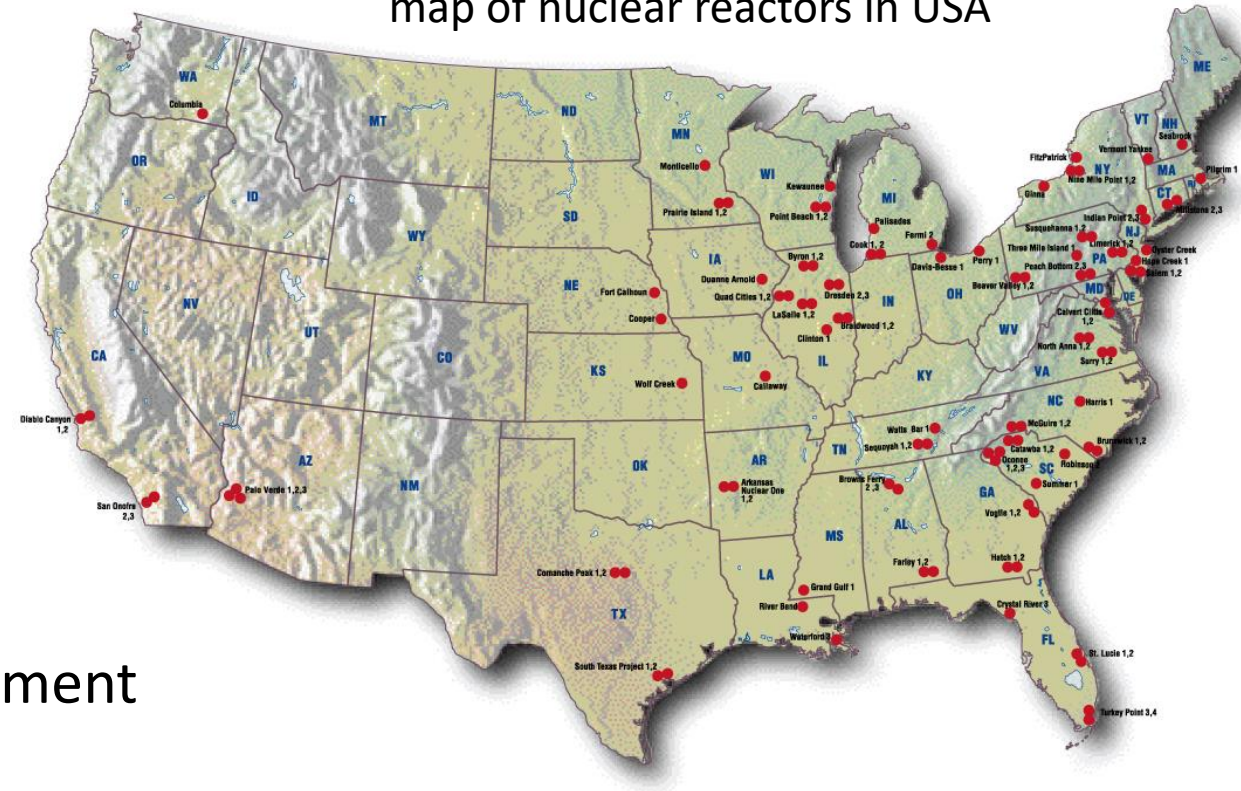 map of nuclear reactors in USA
WA
Columbia
MT
ND
MN
ME
VT
NH
Seabrook
OR
ID
Monticello
WI
Kewaunee
MI
FitzPatrick
NY
Vermont Yankee
MA
Pilgrim 1
Nine Mile Point 1,2
Ginna
CT
RI
Millstone 2,3
SD
WY
Prairie Island 1,2
Point Beach 1,2
Palisades
Fermi 2
Cook 1, 2
Indian Point 2,3
Susquehanna 1,2
NJ
Three Mile Island 1
Limerick 1,2
Oyster Creek
Perry 1
Davis-Besse 1
Peach Bottom 2,3
PA
Hope Creek 1
Salem 1,2
Beaver Valley 1,2
IA
Byron 1,2
Duane Arnold
Quad Cities 1,2
Dresden 2,3
LaSalle 1,2
Braidwood 1,2
Clinton 1
IN
OH
MD
DE
Calvert Cliffs
1,2
NE
Fort Calhoun
Cooper
NV
UT
CO
CA
KS
Wolf Creek
MO
Callaway
IL
WV
North Anna 1,2
Surry 1,2
VA
KY
Diablo Canyon
1,2
NC
Harris 1
Watts Bar 1
McGuire 1,2
TN
Sequoyah 1,2
Catawba 1,2
Brunswick 1,2
Oconee
1,2,3
SC
Robinson 2
AZ
NM
OK
AR
Arkansas
Nuclear One
1,2
Browns Ferry
2 ,3
Summer 1
GA
Vogtle 1,2
Palo Verde 1,2,3
San Onofre
2,3
MS
AL
Hatch 1,2
Farley 1,2
Comanche Peak 1,2
LA
Grand Gulf 1
River Bend
Crystal River 3
TX
Waterford 3
FL
St. Lucie 1,2
South Texas Project 1,2
Turkey Point 3,4
ment